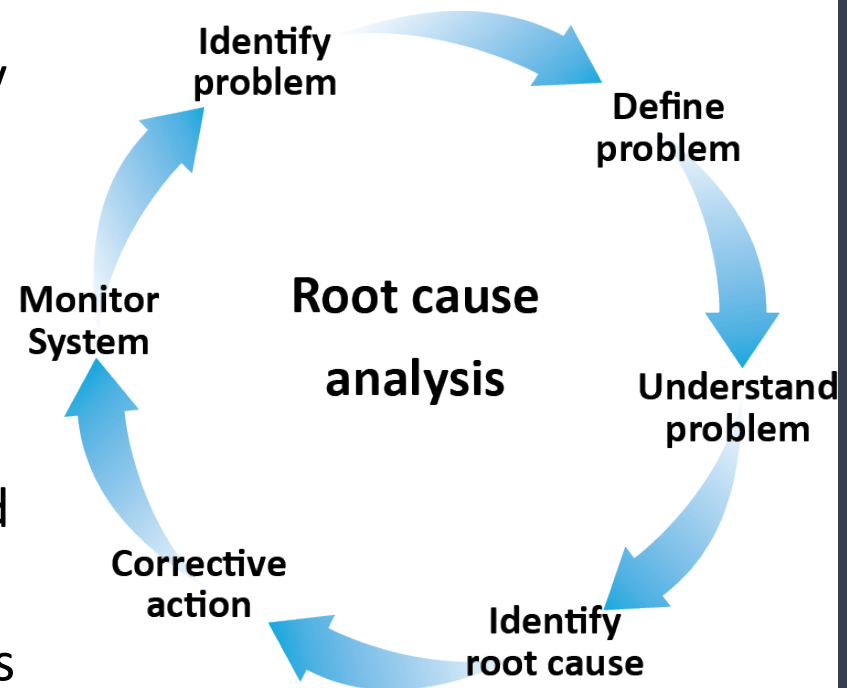 Identify
problem
Define
problem
Root cause
analysis
Monitor
System
Understand
problem
Corrective
action
Identify
root cause